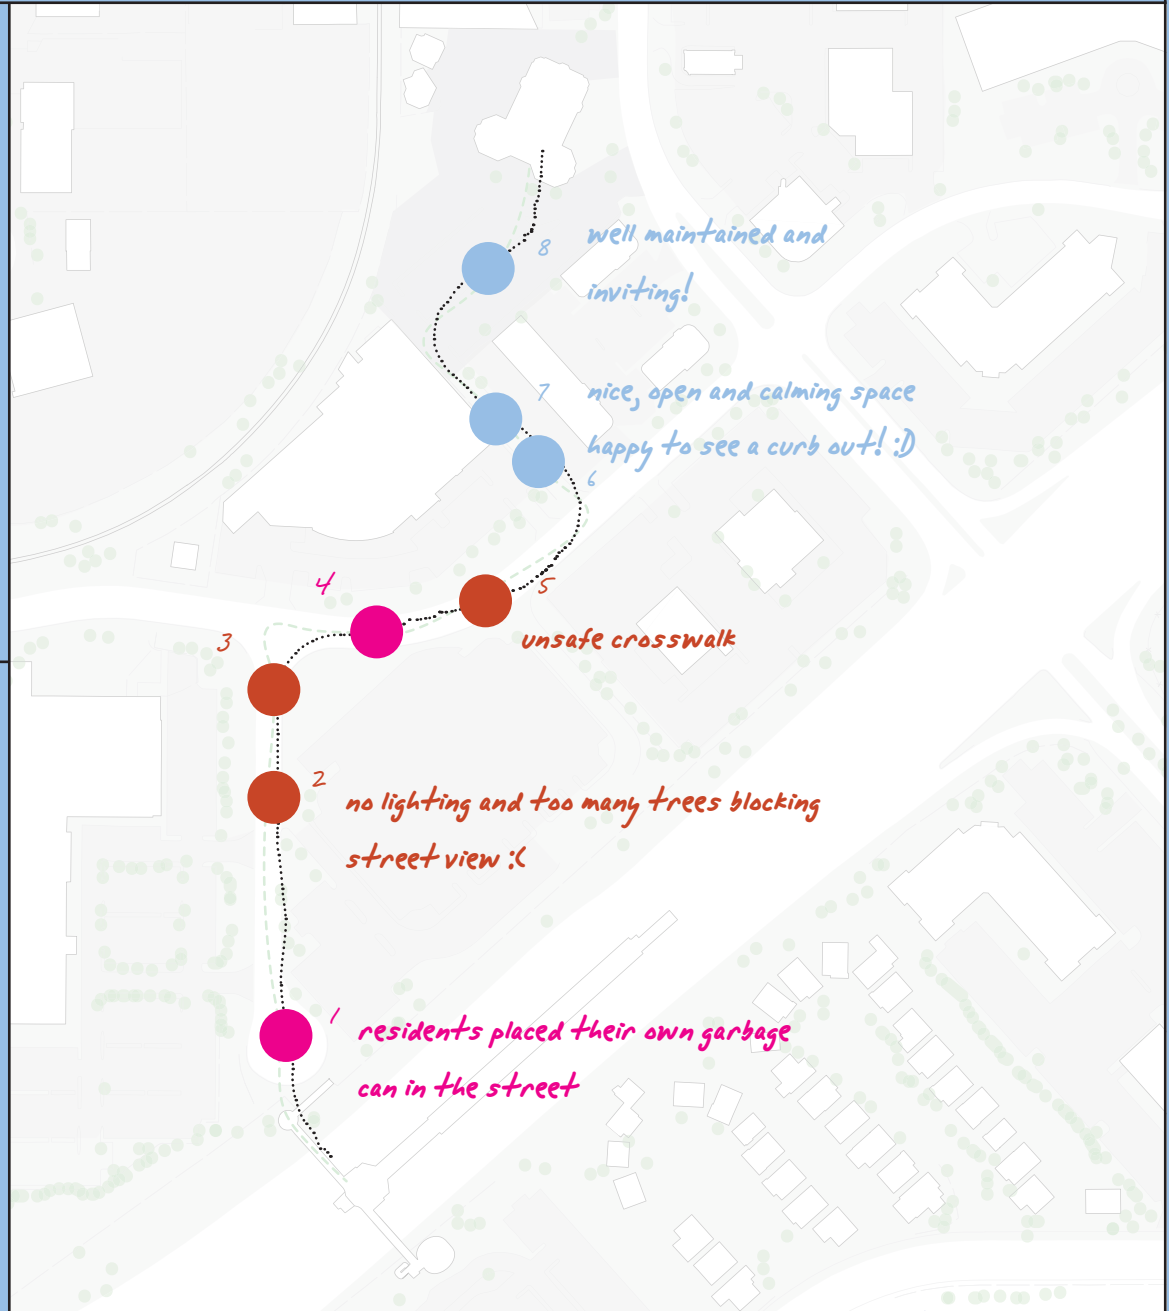 8
well maintained and
inviting!
7
nice, open and calming space
happy to see a curb out! :D
6
4
5
3
unsafe crosswalk
2
no lighting and too many trees blocking
street view :(
1
residents placed their own garbage
can in the street